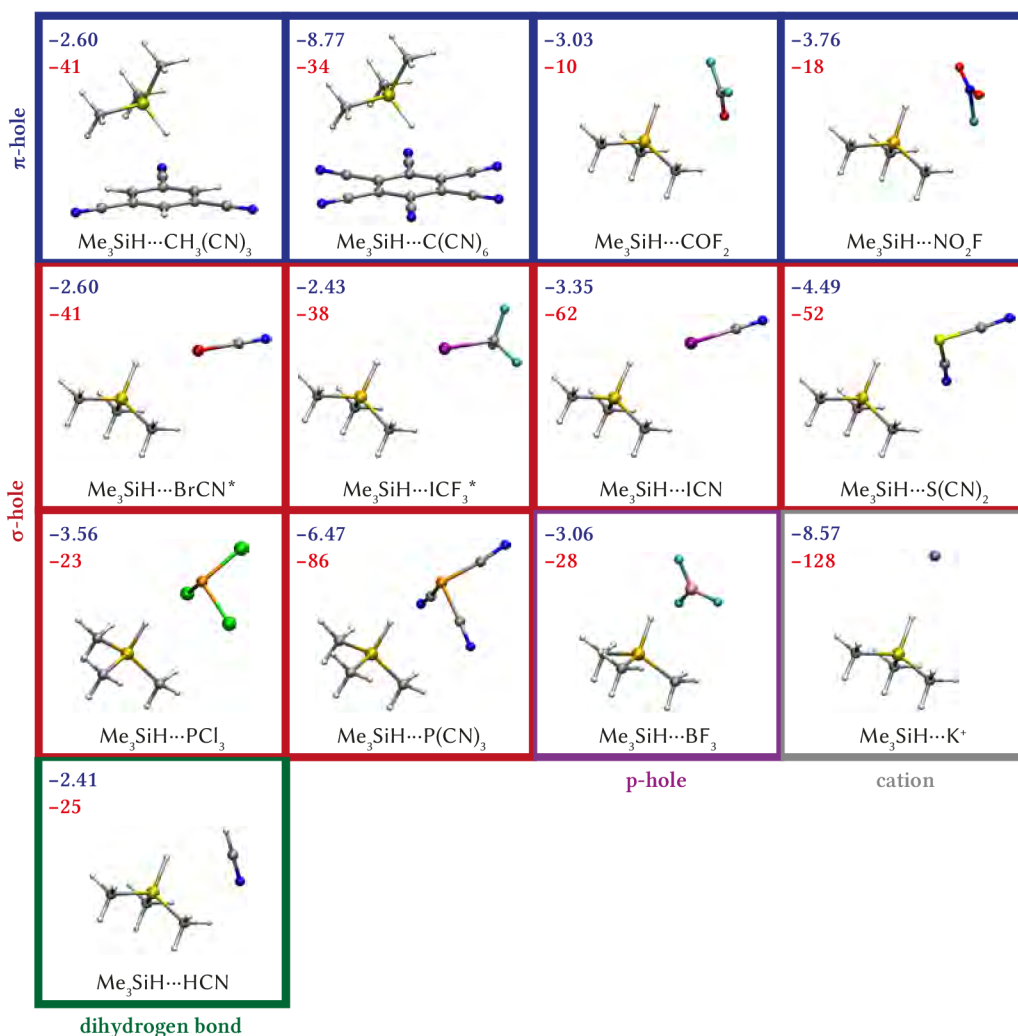 π-hole
−2.60
−41
Me₃SiH···CH₃(CN)₃
−8.77
−34
Me₃SiH···C(CN)₆
−3.03
−10
Me₃SiH···COF₂
−3.76
−18
Me₃SiH···NO₂F
σ-hole
−2.60
−41
Me₃SiH···BrCN*
−2.43
−38
Me₃SiH···ICF₃*
−3.35
−62
Me₃SiH···ICN
−4.49
−52
Me₃SiH···S(CN)₂
−3.56
−23
Me₃SiH···PCl₃
−6.47
−86
Me₃SiH···P(CN)₃
−3.06
−28
Me₃SiH···BF₃
p-hole
−8.57
−128
Me₃SiH···K⁺
cation
−2.41
−25
Me₃SiH···HCN
dihydrogen bond